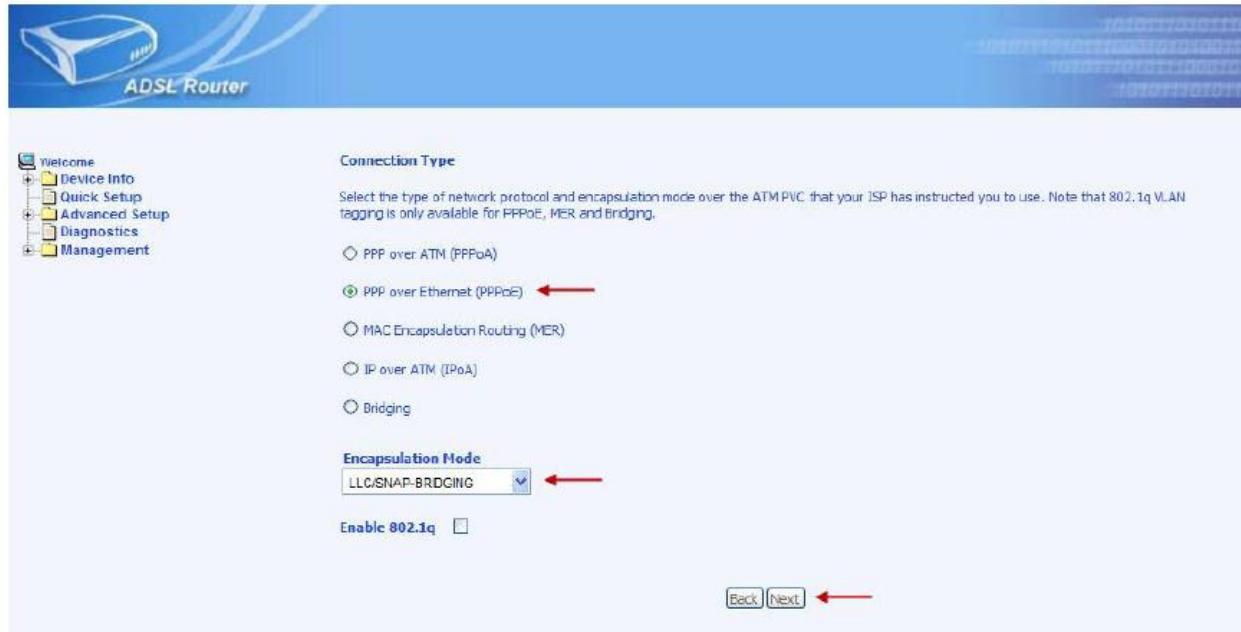 ADSL Router
Welcome
Device Info
Quick Setup
Advanced Setup
Diagnostics
Management
Connection Type
Select the type of network protocol and encapsulation mode over the ATM PVC that your ISP has instructed you to use. Note that 802.1q VLAN
tagging is only available for PPPoE, MER and Bridging.
PPP over ATM (PPPoA)
PPP over Ethernet (PPPoE)
MAC Encapsulation Routing (MER)
IP over ATM (IPoA)
Bridging
Encapsulation Mode
LLC/SNAP-BRIDGING
Enable 802.1q
Back Next